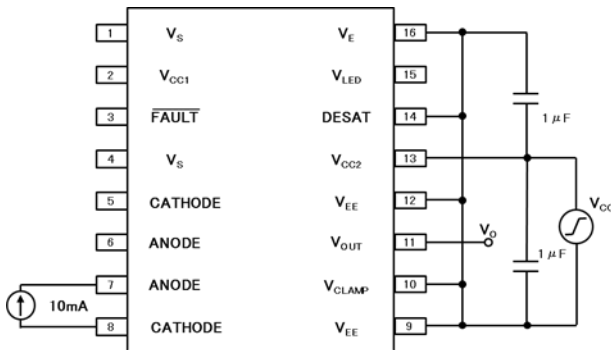 1 V_S V_E 16
2 V_CC1 V_LED 15
3 FAULT DESAT 14
1 μF
4 V_S V_CC2 13
5 CATHODE V_EE 12
V_CC
6 ANODE V_OUT 11 V_O
1 μF
7 ANODE V_CLAMP 10
10mA
8 CATHODE V_EE 9